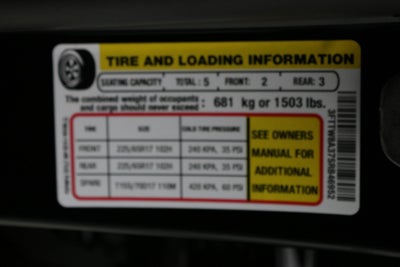 TIRE AND LOADING INFORMATION
SEATING CAPACITY TOTAL: 5 FRONT: 2 REAR: 3
The combined weight of occupants
and cargo should never exceed: 681 kg or 1503 lbs.
TIRE SIZE COLD TIRE PRESSURE
FRONT 225/65R17 102H 240 KPA, 35 PSI
REAR 225/65R17 102H 240 KPA, 35 PSI
SPARE T155/70D17 110M 420 KPA, 60 PSI
SEE OWNERS
MANUAL FOR
ADDITIONAL
INFORMATION